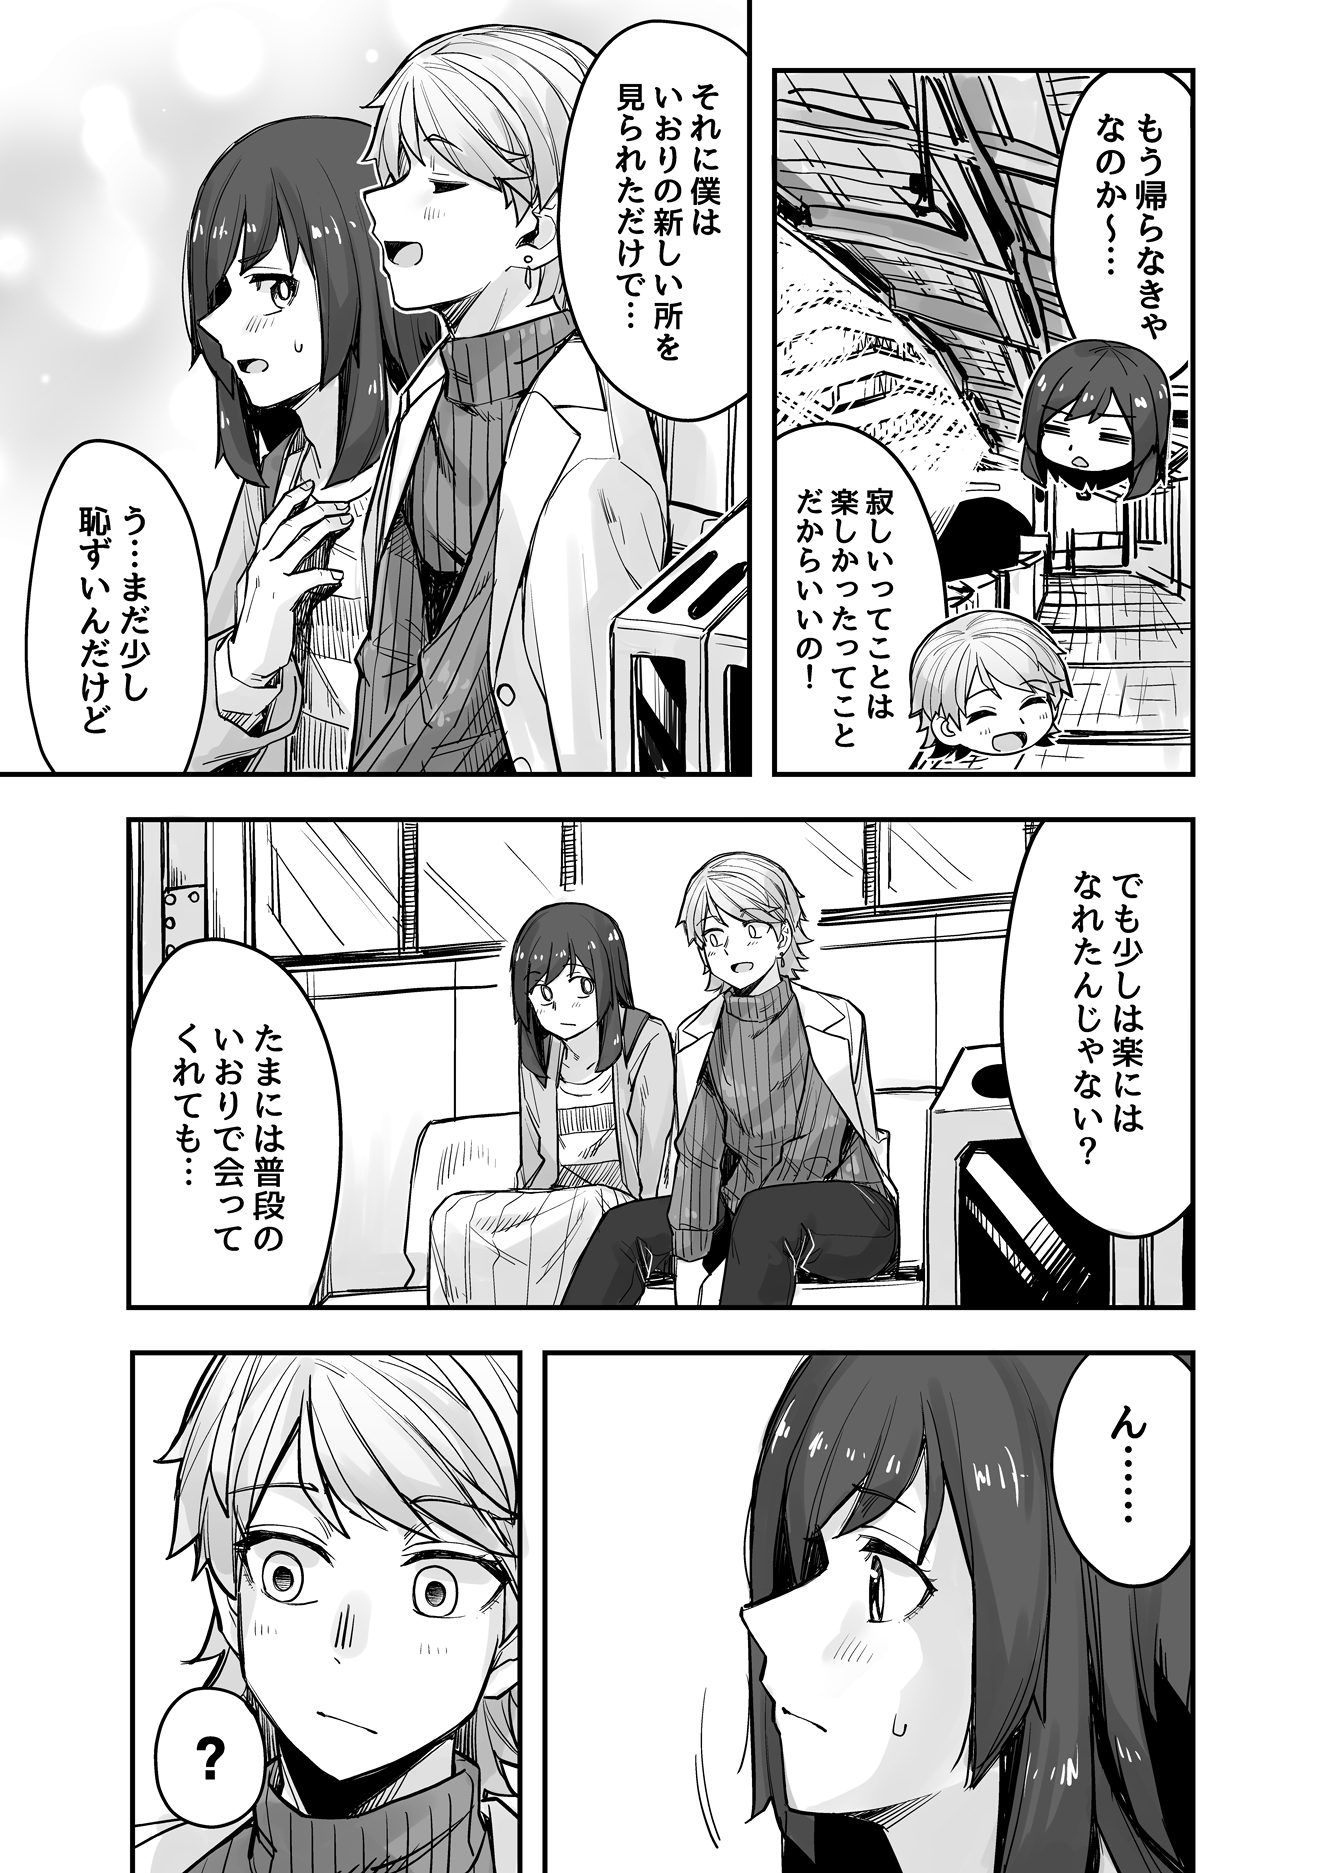 もう帰らなきゃ
なのか〜…
寂しいってことは
楽しかったってこと
だからいいの！
それに僕は
いおりの新しい所を
見られただけで…
う…まだ少し
恥ずいんだけど
でも少しは楽には
なれたんじゃない？
たまには普段の
いおりで会って
くれても…
ん……
？